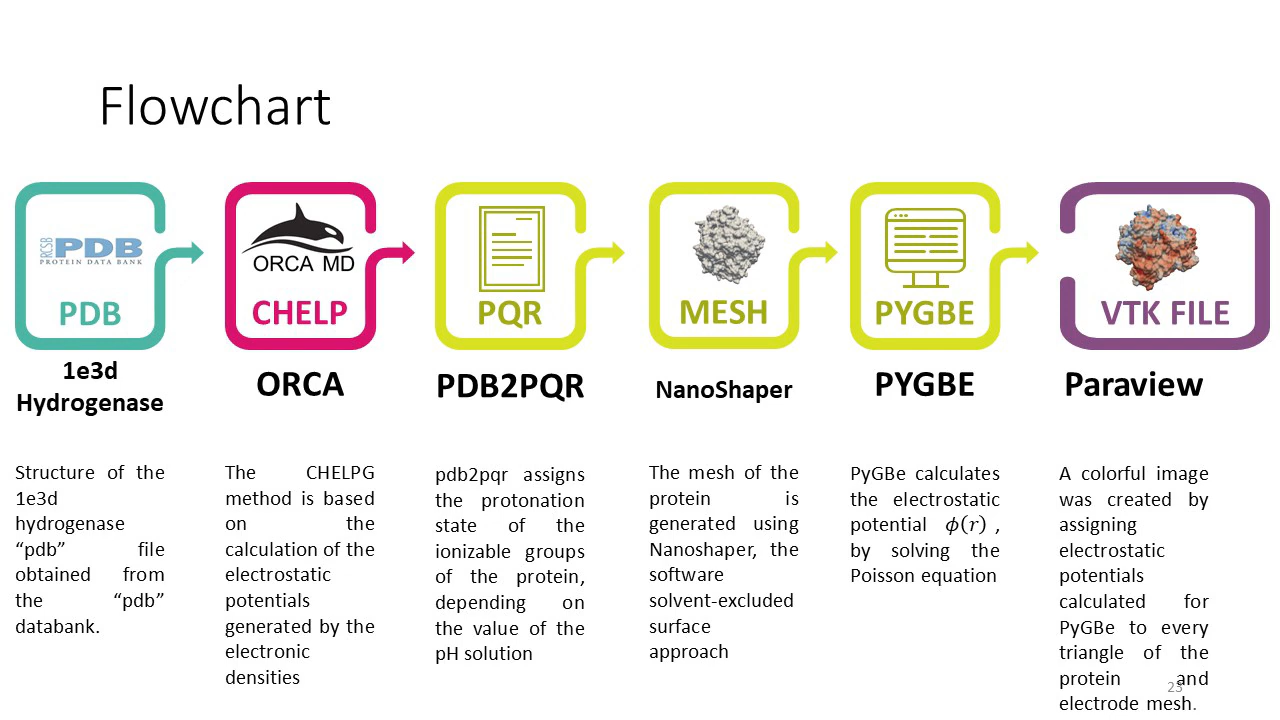 Flowchart
RCSB
PDB
PROTEIN DATA BANK
PDB
1e3d
Hydrogenase
Structure of the
1e3d
hydrogenase
“pdb” file
obtained from
the “pdb”
databank.
ORCA MD
CHELP
ORCA
The CHELPG
method is based
on the
calculation of the
electrostatic
potentials
generated by the
electronic
densities
PQR
PDB2PQR
pdb2pqr assigns
the protonation
state of the
ionizable groups
of the protein,
depending on
the value of the
pH solution
MESH
NanoShaper
The mesh of the
protein is
generated using
Nanoshaper, the
software
solvent-excluded
surface
approach
PYGBE
PYGBE
PyGBe calculates
the electrostatic
potential 𝜙(𝑟) ,
by solving the
Poisson equation
VTK FILE
Paraview
A colorful image
was created by
assigning
electrostatic
potentials
calculated for
PyGBe to every
triangle of the
protein and
electrode mesh.
23